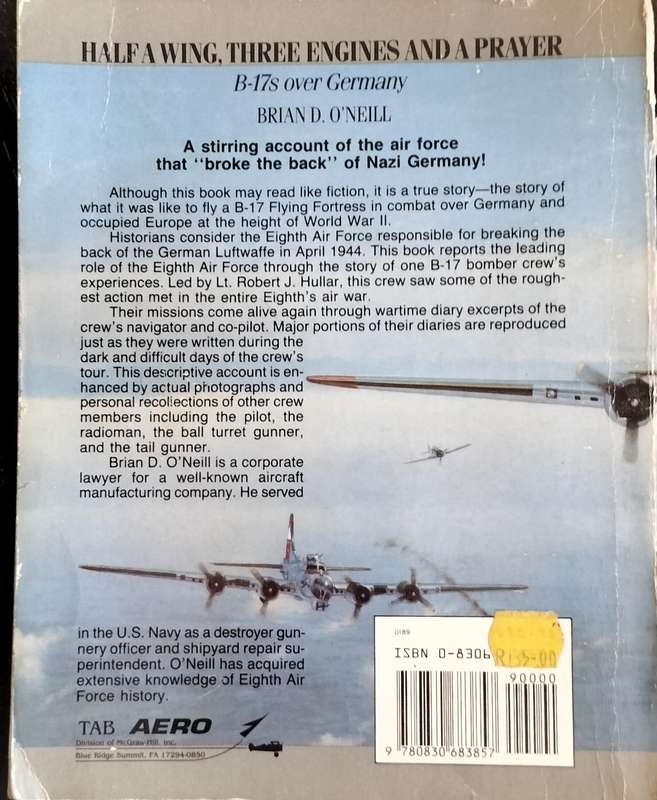 HALF A WING, THREE ENGINES AND A PRAYER
B-17s over Germany
BRIAN D. O'NEILL
A stirring account of the air force
that "broke the back" of Nazi Germany!
Although this book may read like fiction, it is a true story—the story of
what it was like to fly a B-17 Flying Fortress in combat over Germany and
occupied Europe at the height of World War II.
Historians consider the Eighth Air Force responsible for breaking the
back of the German Luftwaffe in April 1944. This book reports the leading
role of the Eighth Air Force through the story of one B-17 bomber crew's
experiences. Led by Lt. Robert J. Hullar, this crew saw some of the rough-
est action met in the entire Eighth's air war.
Their missions come alive again through wartime diary excerpts of the
crew's navigator and co-pilot. Major portions of their diaries are reproduced
just as they were written during the
dark and difficult days of the crew's
tour. This descriptive account is en-
hanced by actual photographs and
personal recollections of other crew
members including the pilot, the
radioman, the ball turret gunner,
and the tail gunner.
Brian D. O'Neill is a corporate
lawyer for a well-known aircraft
manufacturing company. He served
in the U.S. Navy as a destroyer gun-
nery officer and shipyard repair su-
perintendent. O'Neill has acquired
extensive knowledge of Eighth Air
Force history.
TAB AERO
Division of McGraw-Hill, Inc.
Blue Ridge Summit, PA 17294-0850
0189
ISBN 0-8306
R135-00
90000
9 780830 683857